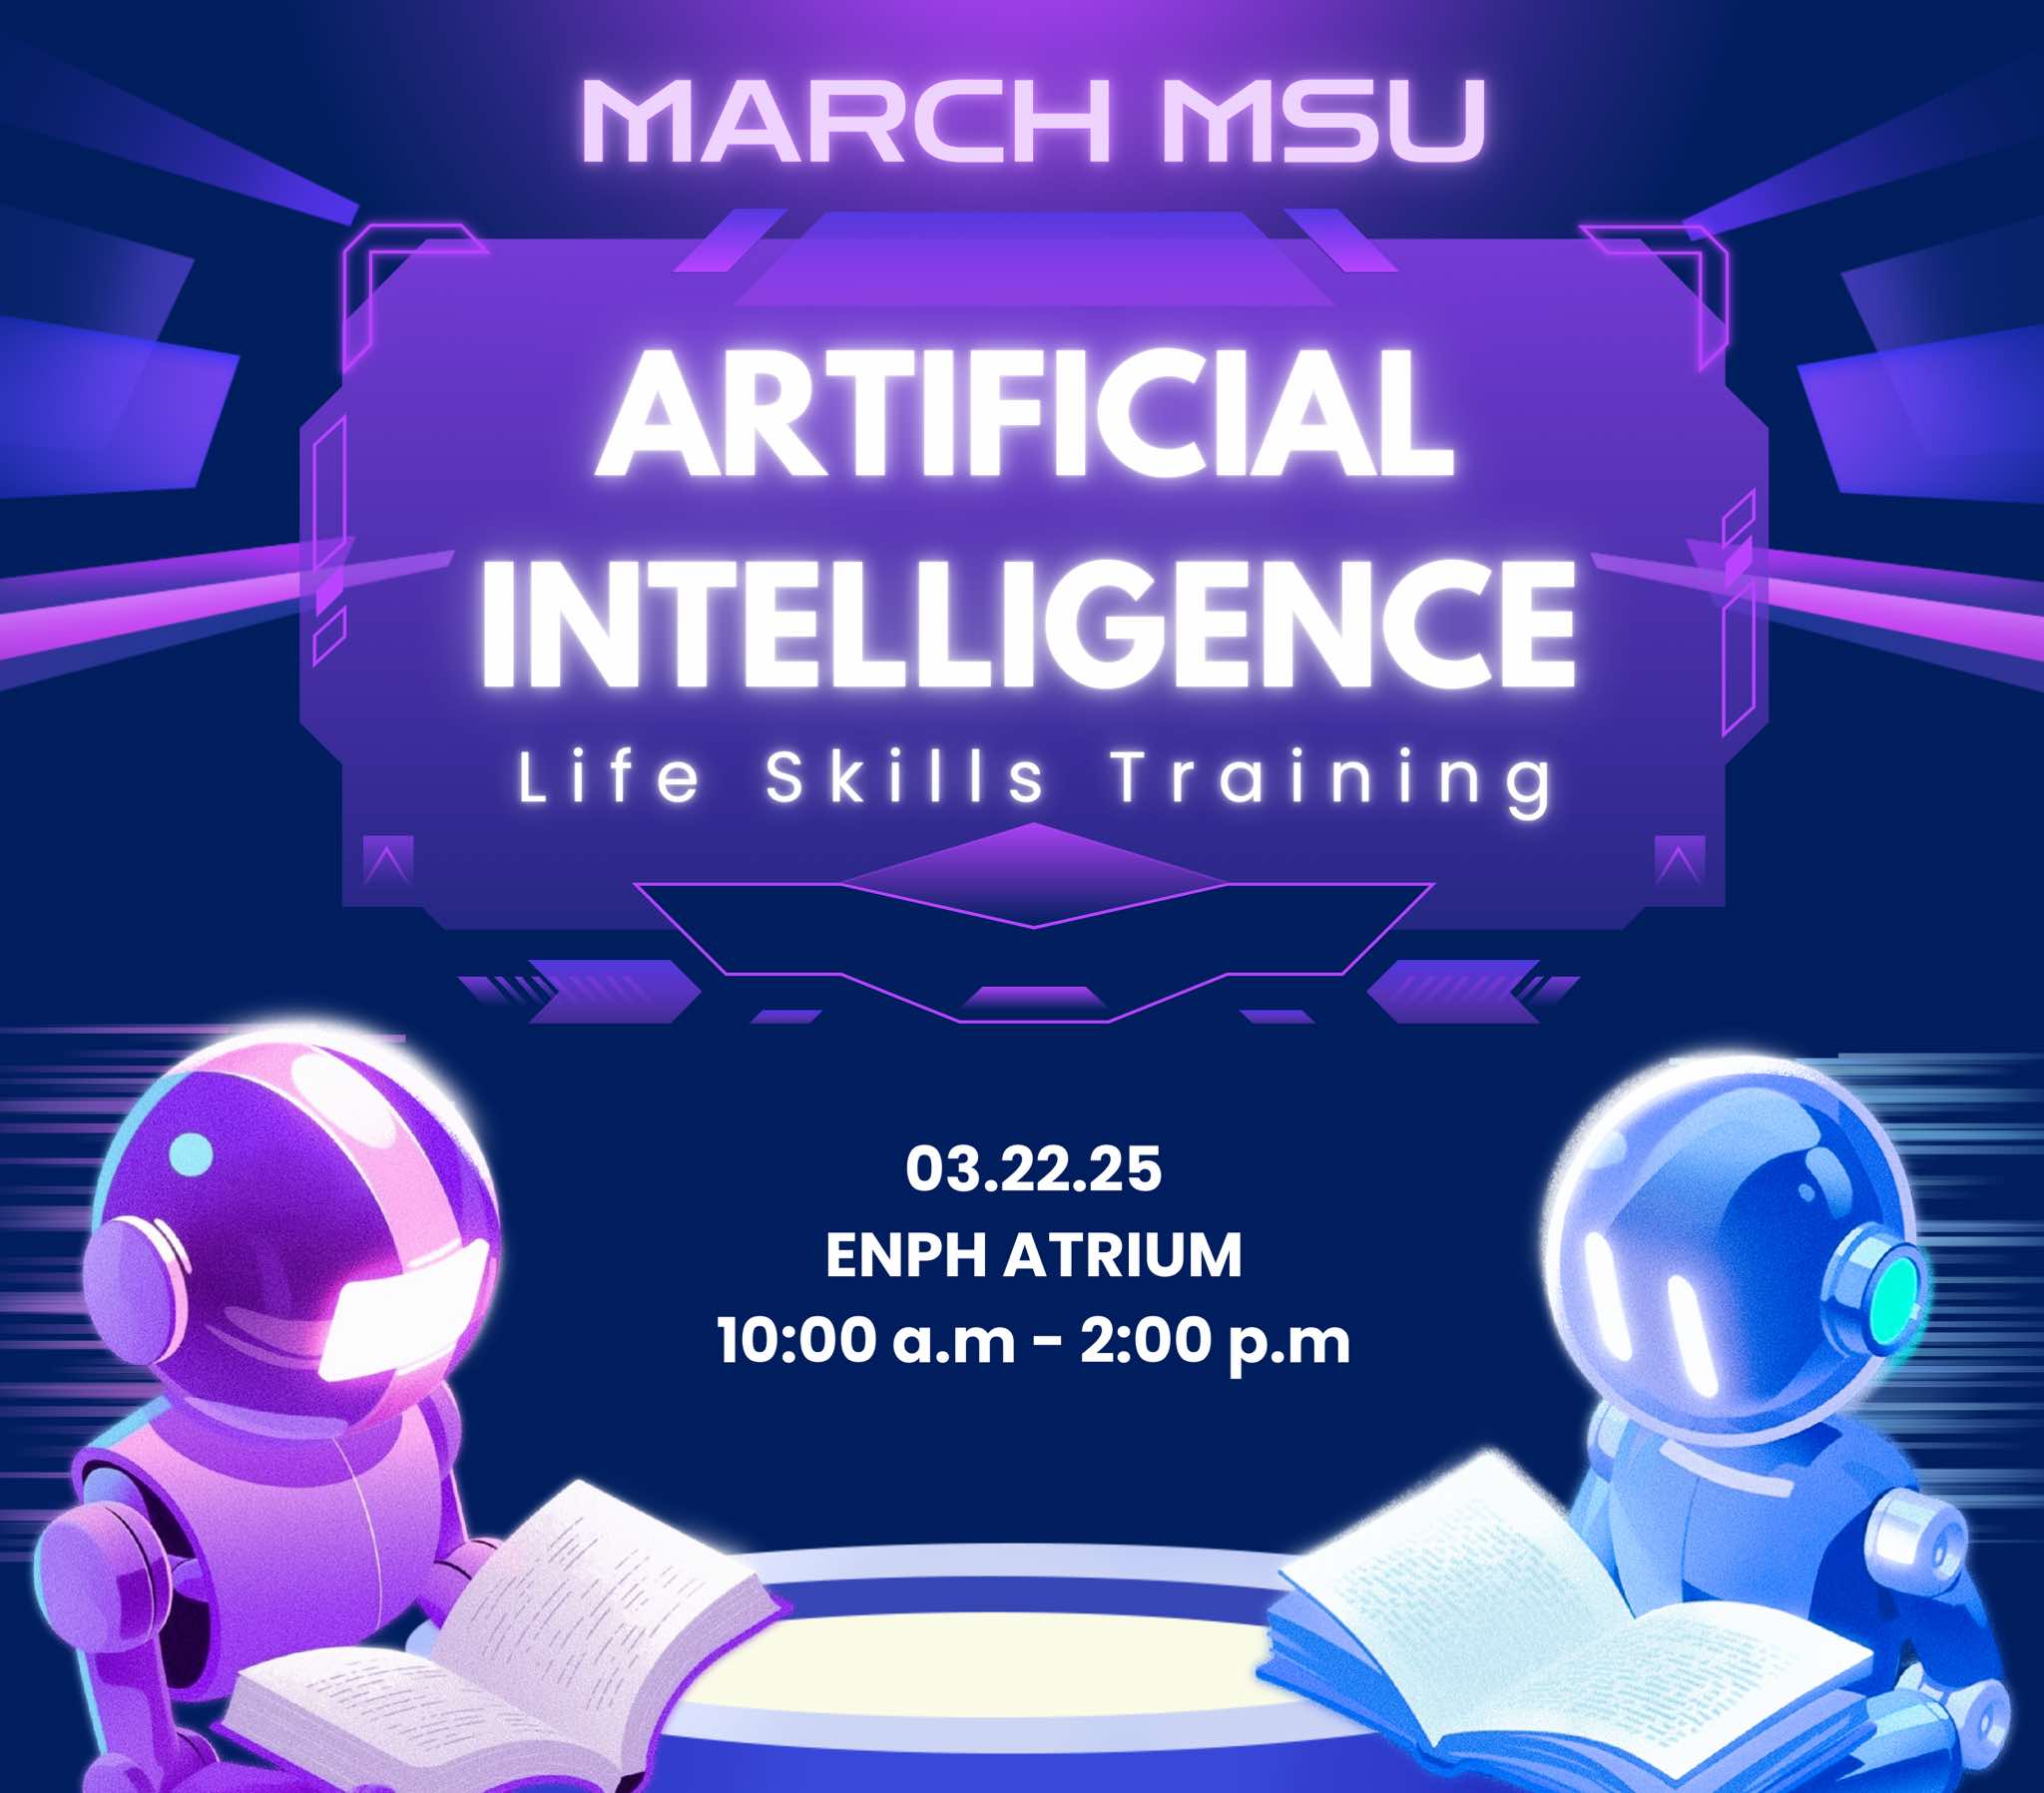 MARCH MSU
ARTIFICIAL
INTELLIGENCE
Life Skills Training
03.22.25
ENPH ATRIUM
10:00 a.m - 2:00 p.m